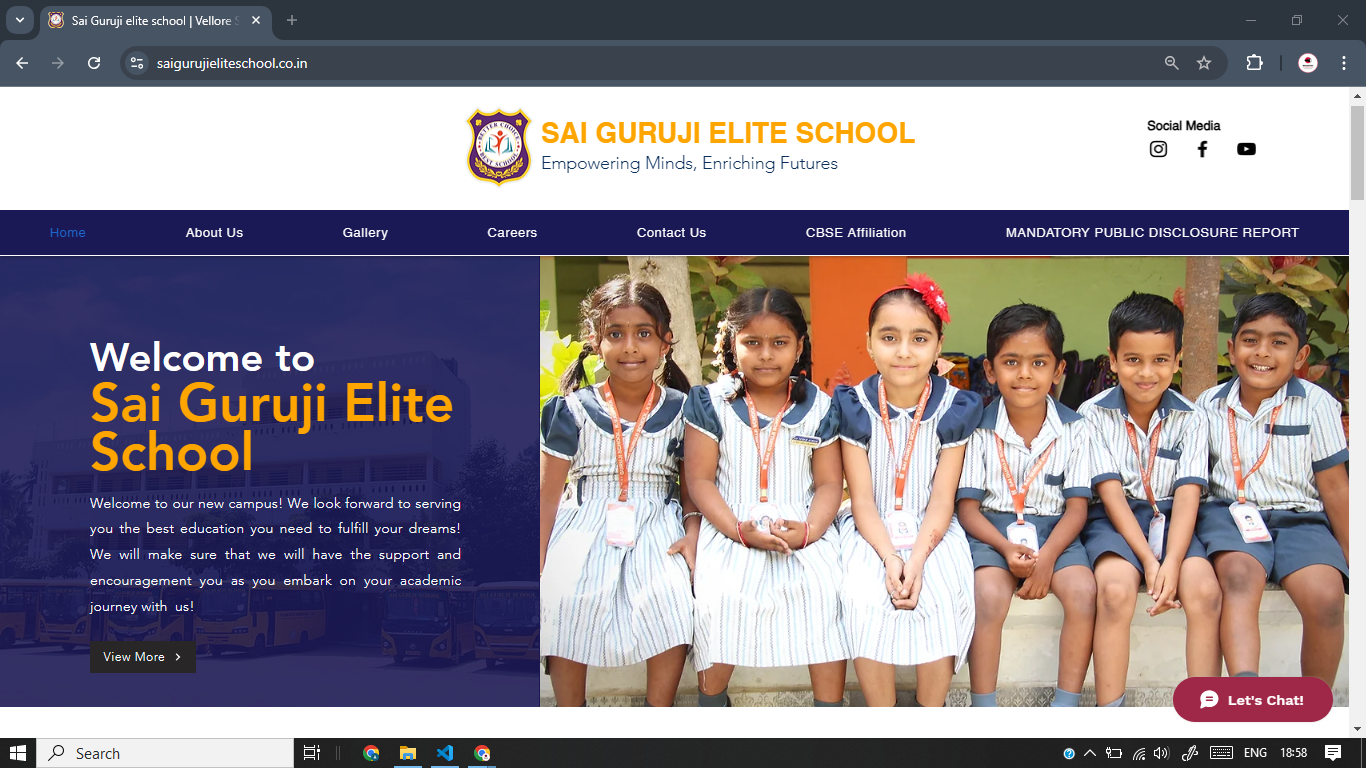 Sai Guruji elite school | Vellore S
saigurujieliteschool.co.in
BETTER CHOICE
BEST SCHOOL
SAI GURUJI ELITE SCHOOL
Empowering Minds, Enriching Futures
Social Media
Home
About Us
Gallery
Careers
Contact Us
CBSE Affiliation
MANDATORY PUBLIC DISCLOSURE REPORT
Welcome to
Sai Guruji Elite
School
Welcome to our new campus! We look forward to serving
you the best education you need to fulfill your dreams!
We will make sure that we will have the support and
encouragement you as you embark on your academic
journey with us!
View More
Let's Chat!
Search
ENG
18:58